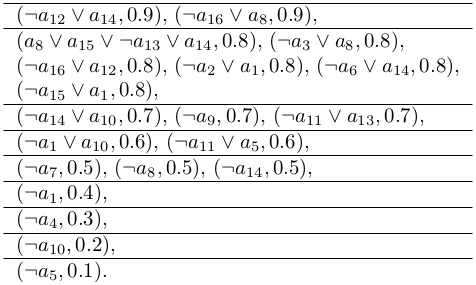 (¬a₁₂ ∨ a₁₄, 0.9), (¬a₁₆ ∨ a₈, 0.9),
(a₈ ∨ a₁₅ ∨ ¬a₁₃ ∨ a₁₄, 0.8), (¬a₃ ∨ a₈, 0.8),
(¬a₁₆ ∨ a₁₂, 0.8), (¬a₂ ∨ a₁, 0.8), (¬a₆ ∨ a₁₄, 0.8),
(¬a₁₅ ∨ a₁, 0.8),
(¬a₁₄ ∨ a₁₀, 0.7), (¬a₉, 0.7), (¬a₁₁ ∨ a₁₃, 0.7),
(¬a₁ ∨ a₁₀, 0.6), (¬a₁₁ ∨ a₅, 0.6),
(¬a₇, 0.5), (¬a₈, 0.5), (¬a₁₄, 0.5),
(¬a₁, 0.4),
(¬a₄, 0.3),
(¬a₁₀, 0.2),
(¬a₅, 0.1).